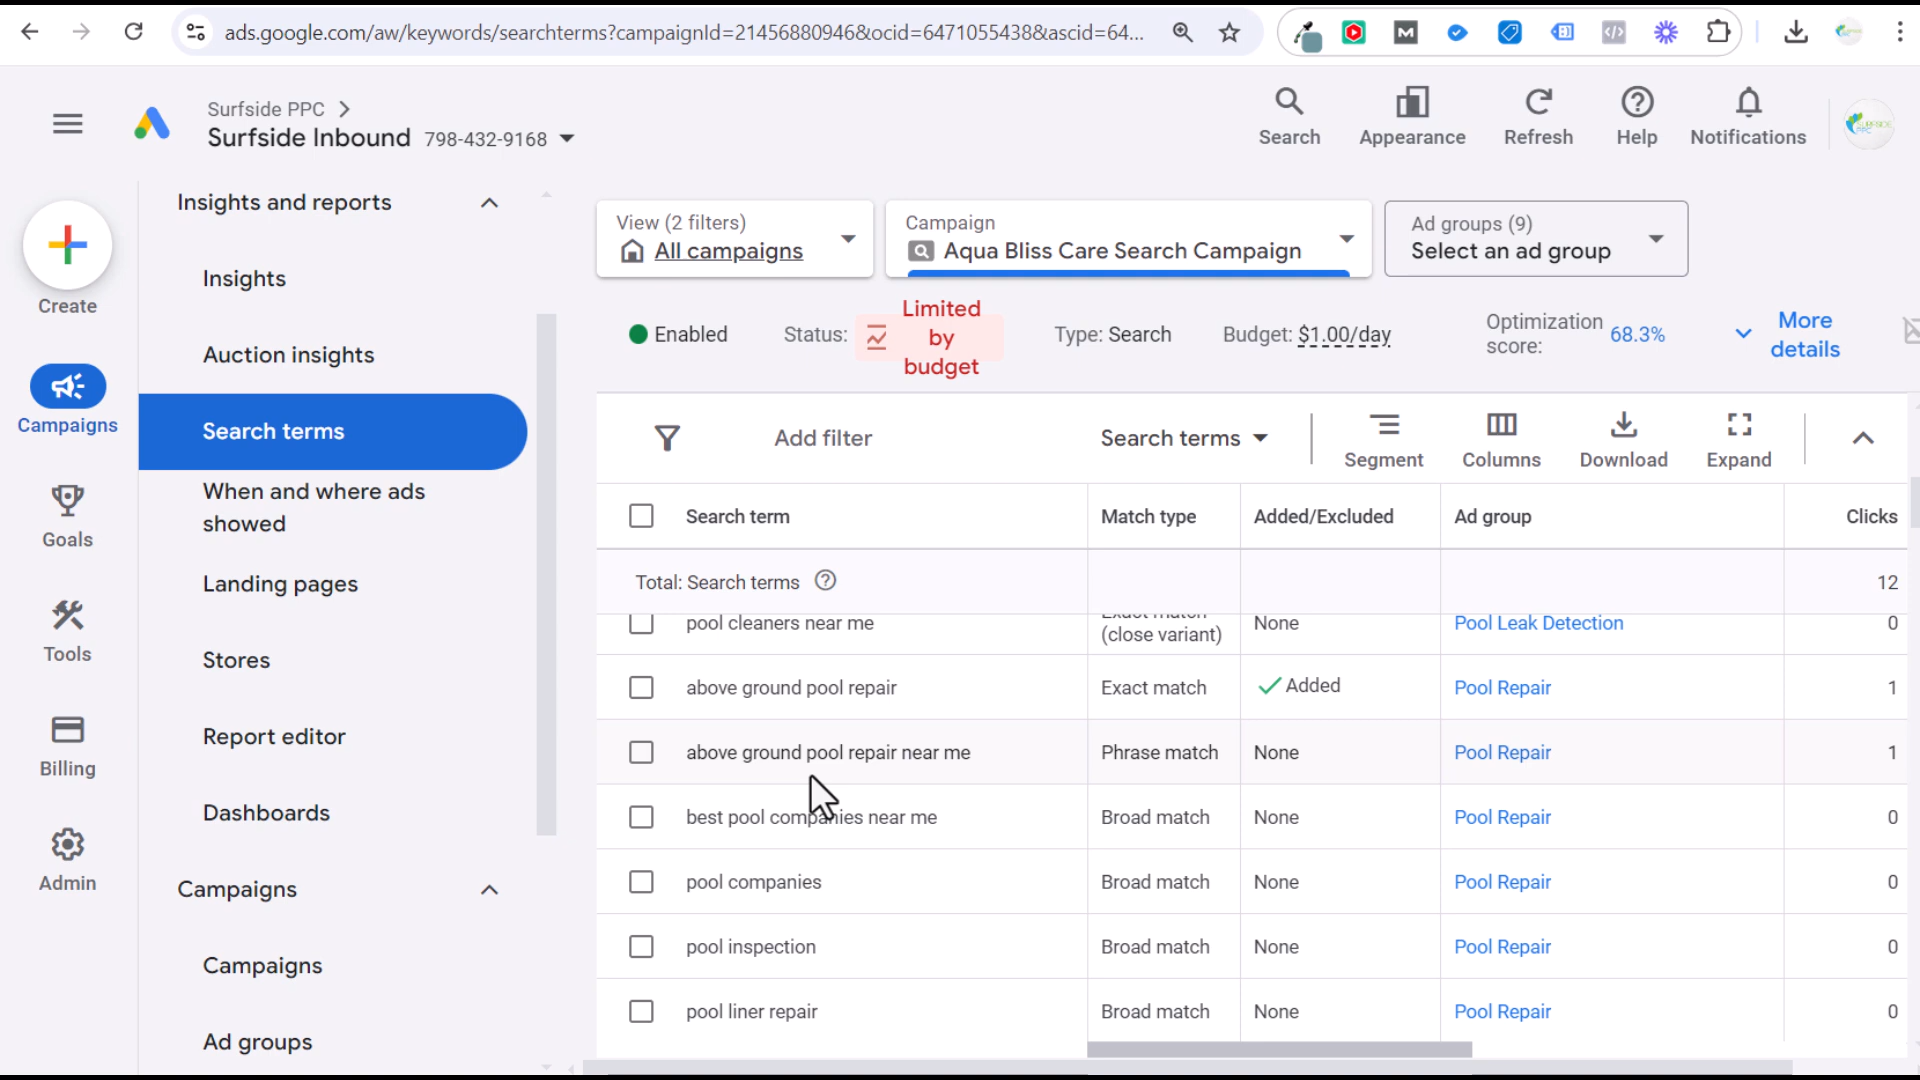 ads.google.com/aw/keywords/searchterms?campaignId=21456880946&ocid=6471055438&ascid=64...
Surfside PPC
Surfside Inbound 798-432-9168
Search
Appearance
Refresh
Help
Notifications
Create
Campaigns
Goals
Tools
Billing
Admin
Insights and reports
Insights
Auction insights
Search terms
When and where ads
showed
Landing pages
Stores
Report editor
Dashboards
Campaigns
Campaigns
Ad groups
View (2 filters)
All campaigns
Campaign
Aqua Bliss Care Search Campaign
Ad groups (9)
Select an ad group
Enabled
Status:
Limited
by
budget
Type: Search
Budget: $1.00/day
Optimization
score:
68.3%
More
details
Add filter
Search terms
Segment
Columns
Download
Expand
Search term Match type Added/Excluded Ad group Clicks
Total: Search terms 12
Exact match
pool cleaners near me (close variant) None Pool Leak Detection 0
above ground pool repair Exact match Added Pool Repair 1
above ground pool repair near me Phrase match None Pool Repair 1
best pool companies near me Broad match None Pool Repair 0
pool companies Broad match None Pool Repair 0
pool inspection Broad match None Pool Repair 0
pool liner repair Broad match None Pool Repair 0